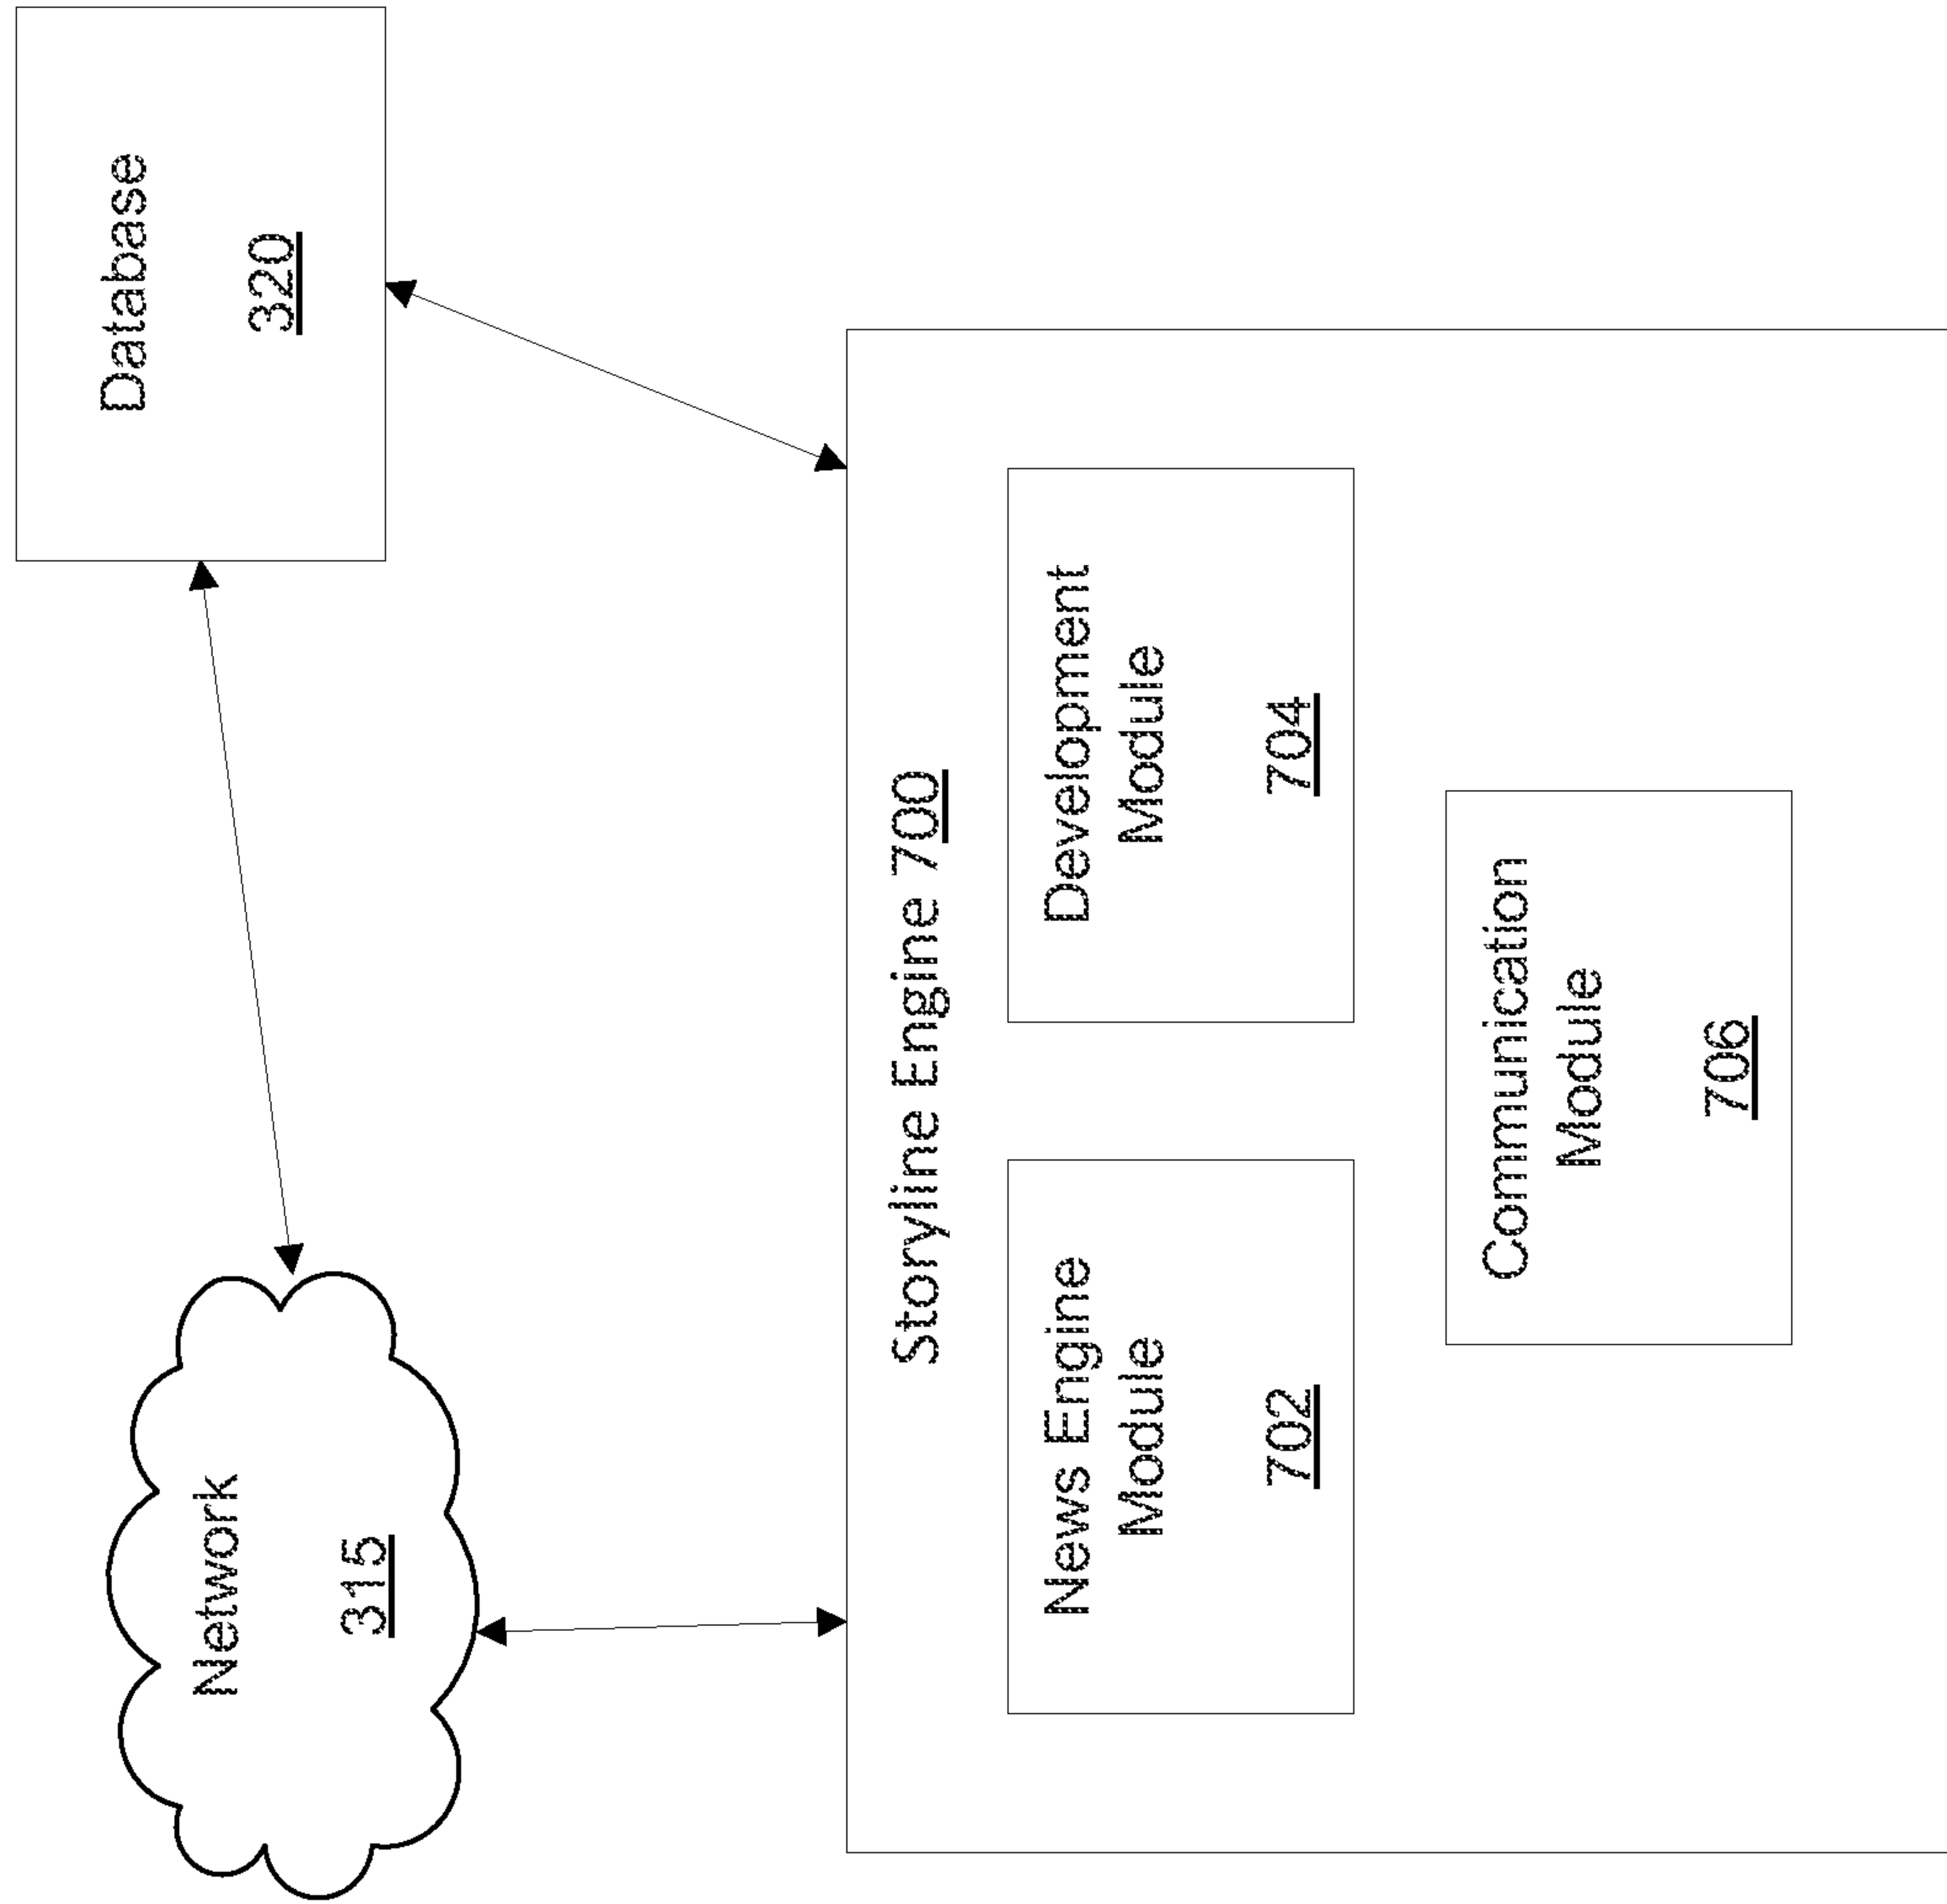 Network
315
Database
320
Storyline Engine 700
News Engine
Module
702
Development
Module
704
Communication
Module
706